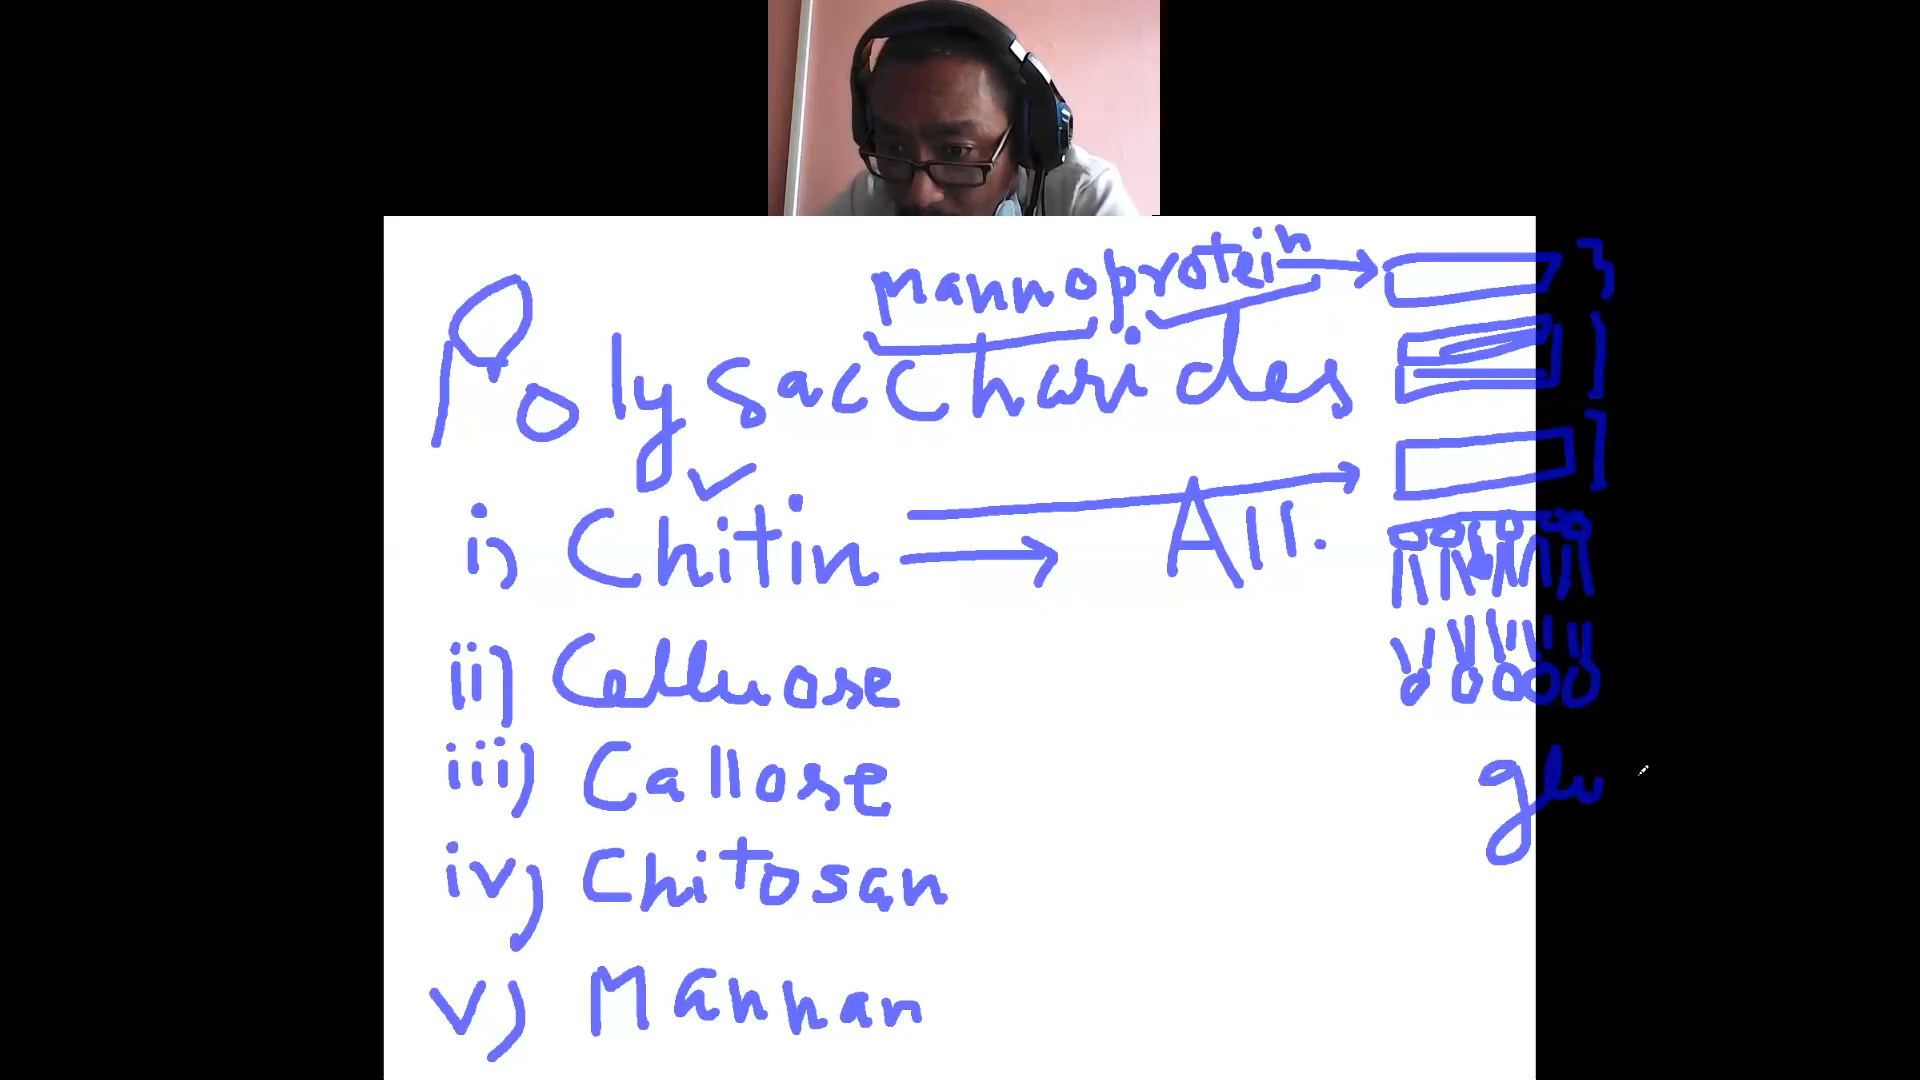 Mannoprotein
Polysaccharides
i) Chitin All.
ii) Cellulose
iii) Callose
iv) Chitosan
v) Mannan
glu